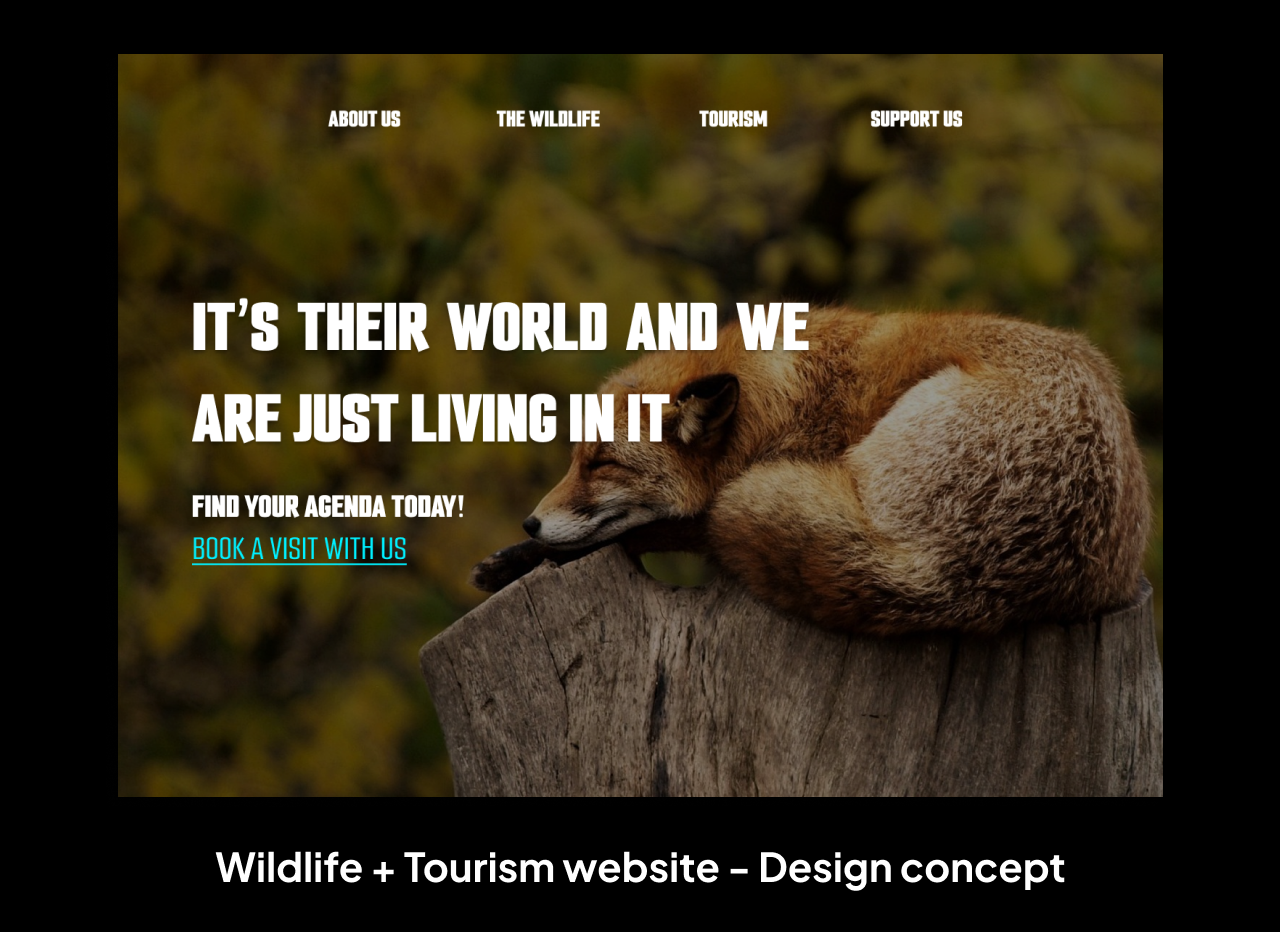 ABOUT US THE WILDLIFE TOURISM SUPPORT US
IT'S THEIR WORLD AND WE
ARE JUST LIVING IN IT
FIND YOUR AGENDA TODAY!
BOOK A VISIT WITH US
Wildlife + Tourism website - Design concept